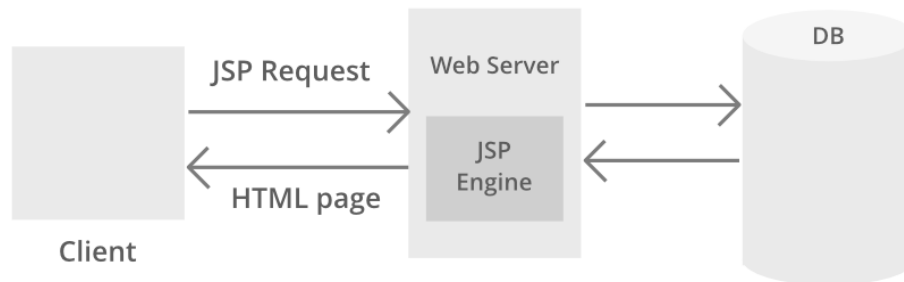 JSP Request
HTML page
Client
Web Server
JSP
Engine
DB